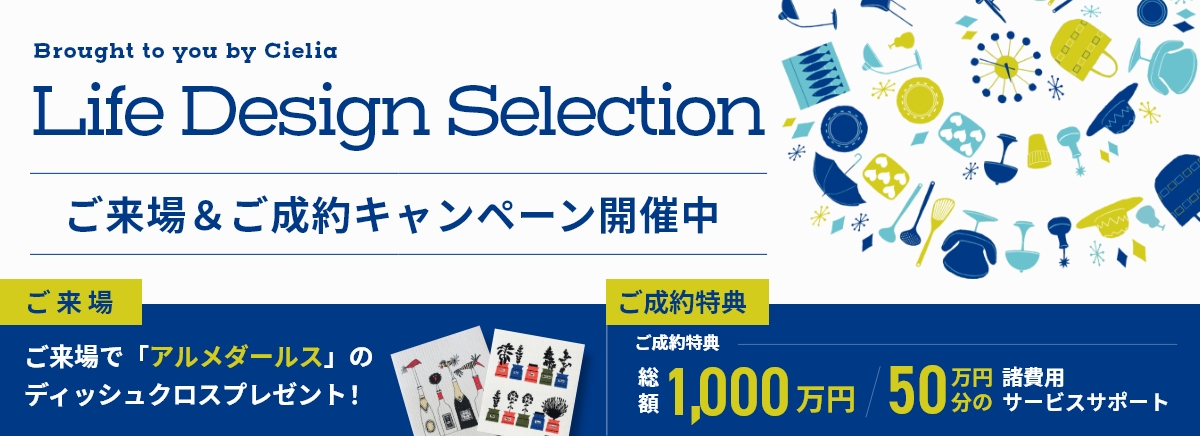 Brought to you by Cielia
Life Design Selection
ご来場＆ご成約キャンペーン開催中
ご来場
ご来場で「アルメダールス」の
ディッシュクロスプレゼント！
ご成約特典
ご成約特典
総額1,000万円/50万円分の諸費用サービスサポート